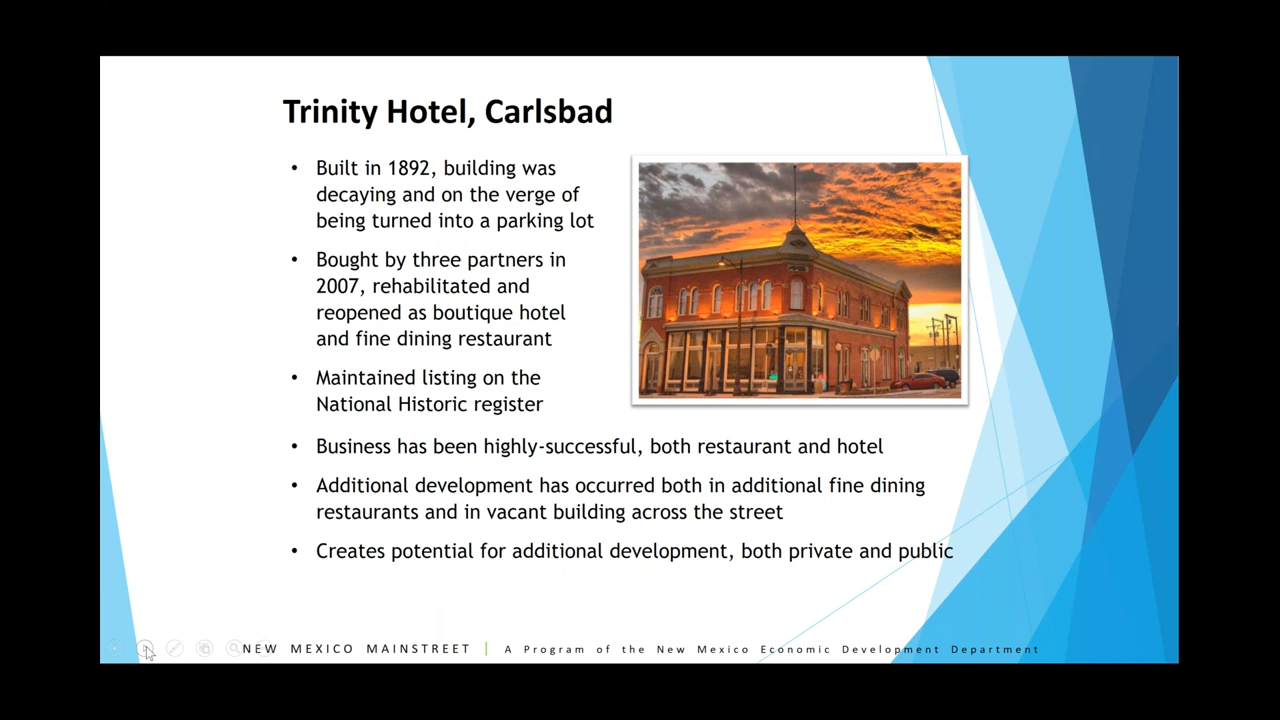 Trinity Hotel, Carlsbad
• Built in 1892, building was
decaying and on the verge of
being turned into a parking lot
• Bought by three partners in
2007, rehabilitated and
reopened as boutique hotel
and fine dining restaurant
• Maintained listing on the
National Historic register
• Business has been highly-successful, both restaurant and hotel
• Additional development has occurred both in additional fine dining
restaurants and in vacant building across the street
• Creates potential for additional development, both private and public
NEW MEXICO MAINSTREET | A Program of the New Mexico Economic Development Department